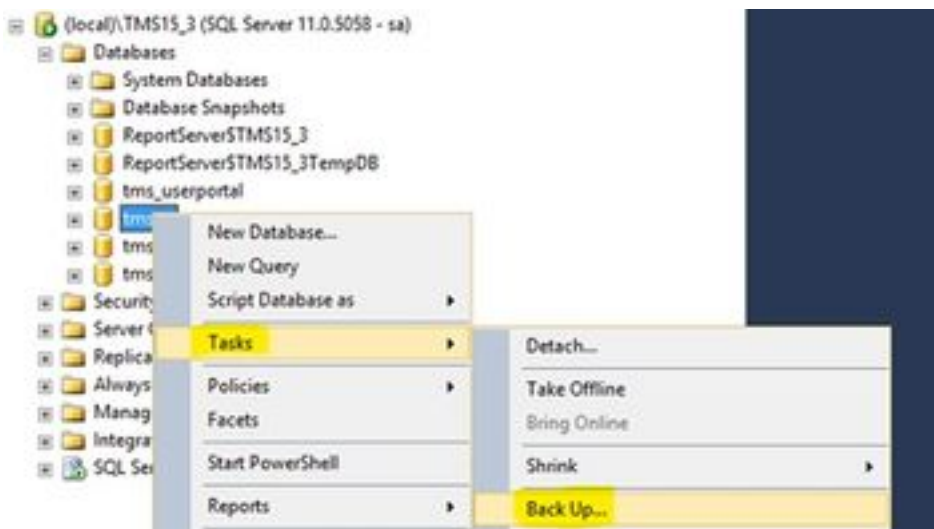 (local)\TMS15_3 (SQL Server 11.0.5058 - sa)
Databases
System Databases
Database Snapshots
ReportServer$TMS15_3
ReportServer$TMS15_3TempDB
tms_userportal
tms
tms
tms
Security
Server
Replica
Always
Manag
Integra
SQL Ser
New Database...
New Query
Script Database as
Tasks
Policies
Facets
Start PowerShell
Reports
Detach...
Take Offline
Bring Online
Shrink
Back Up...